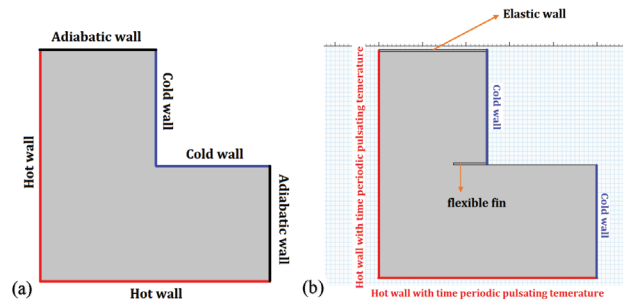 Adiabatic wall
Cold wall
Cold wall
Hot wall
Adiabatic wall
Hot wall
(a)
Elastic wall
Hot wall with time periodic pulsating temerature
Cold wall
flexible fin
Cold wall
Hot wall with time periodic pulsating temerature
(b)